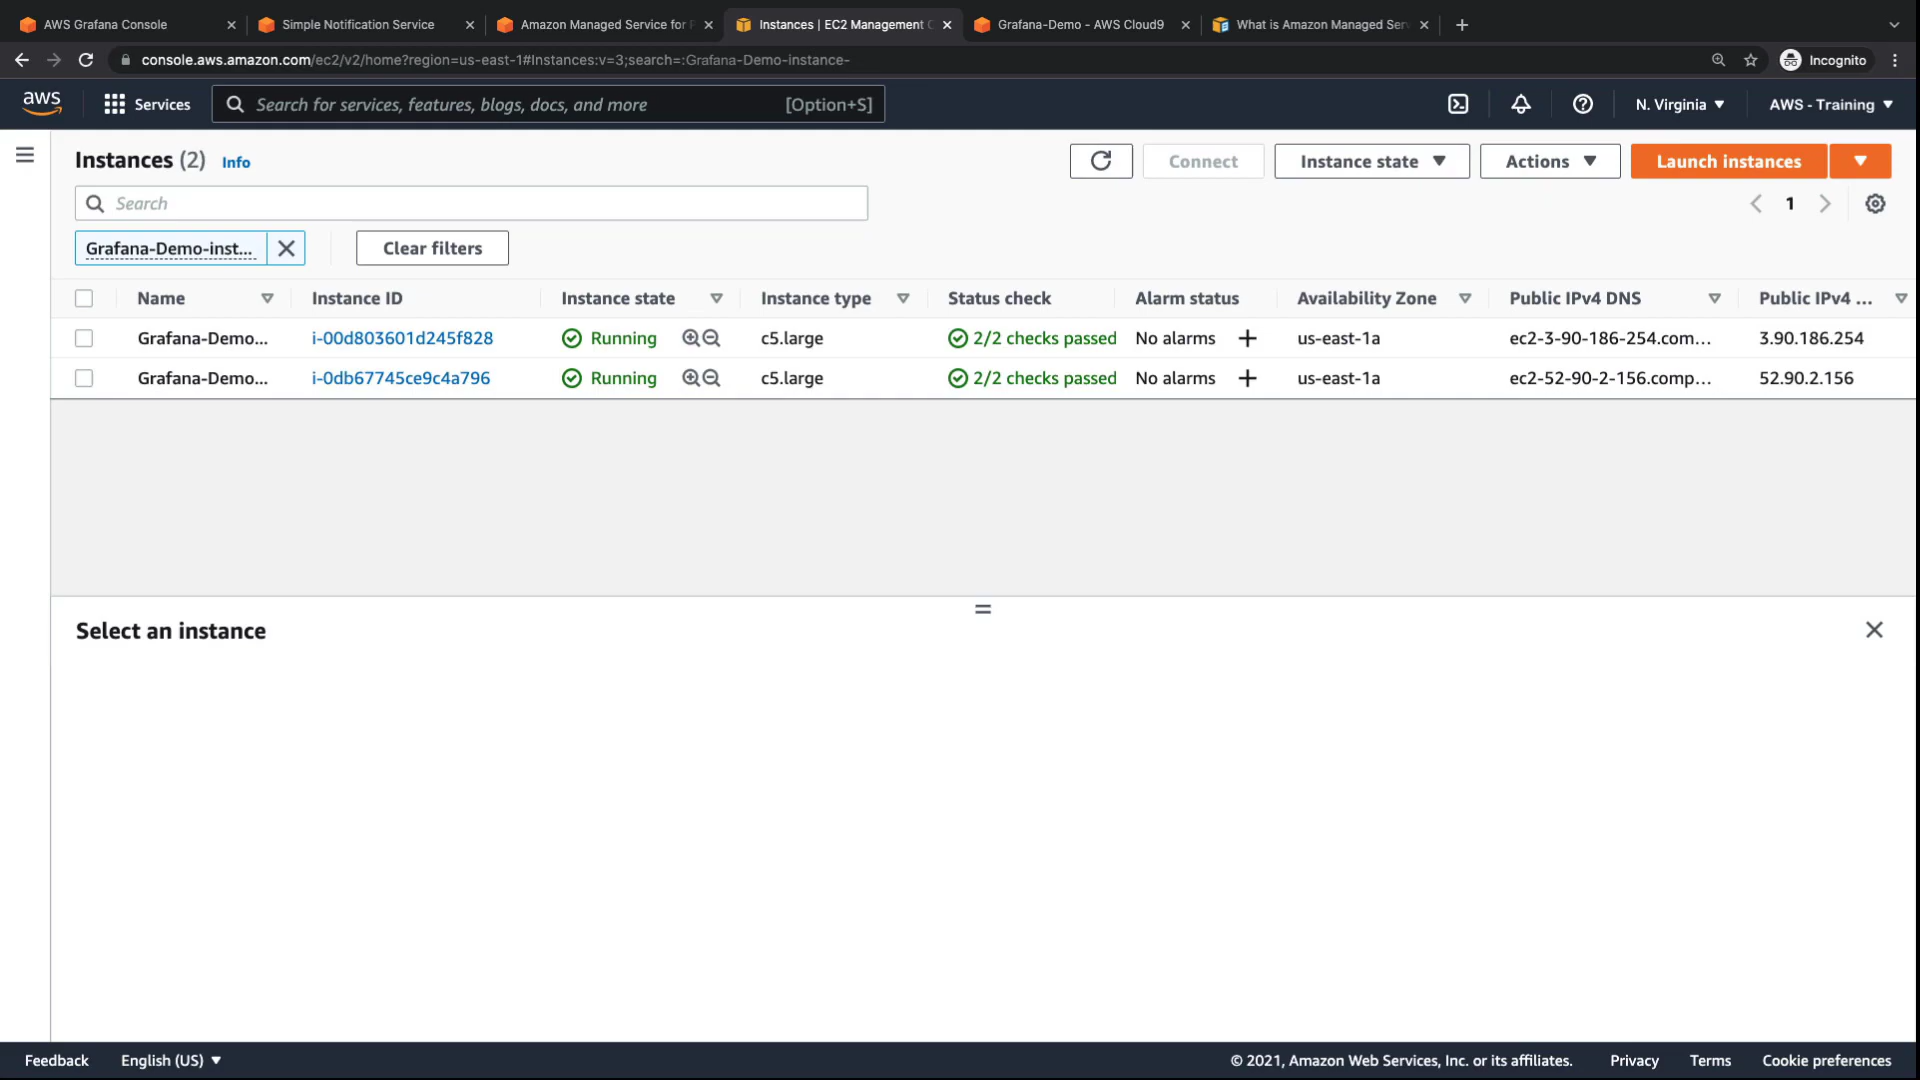 AWS Grafana Console
Simple Notification Service
Amazon Managed Service for P
Instances | EC2 Management C
Grafana-Demo - AWS Cloud9
What is Amazon Managed Serv
console.aws.amazon.com/ec2/v2/home?region=us-east-1#Instances:v=3;search=:Grafana-Demo-instance-
Incognito
aws
Services
Search for services, features, blogs, docs, and more [Option+S]
N. Virginia
AWS - Training
Instances (2) Info
Connect
Instance state
Actions
Launch instances
Search
1
Grafana-Demo-inst...
Clear filters
Name Instance ID Instance state Instance type Status check Alarm status Availability Zone Public IPv4 DNS Public IPv4 ...
Grafana-Demo... i-00d803601d245f828 Running c5.large 2/2 checks passed No alarms us-east-1a ec2-3-90-186-254.com... 3.90.186.254
Grafana-Demo... i-0db67745ce9c4a796 Running c5.large 2/2 checks passed No alarms us-east-1a ec2-52-90-2-156.comp... 52.90.2.156
Select an instance
Feedback English (US) © 2021, Amazon Web Services, Inc. or its affiliates. Privacy Terms Cookie preferences